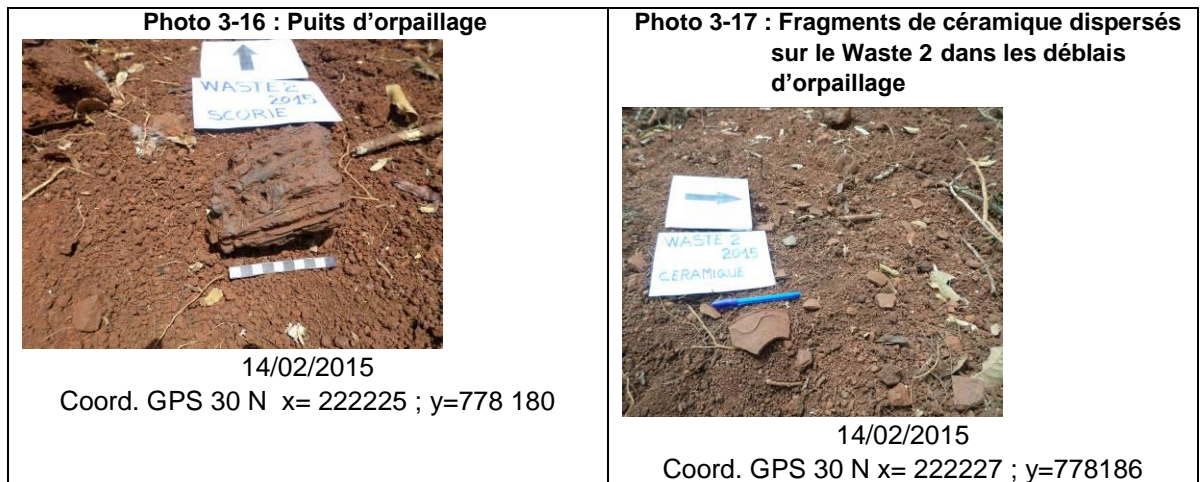 Photo 3-16 : Puits d'orpaillage
WASTE 2
2015
SCORIE
14/02/2015
Coord. GPS 30 N x= 222225 ; y=778 180
Photo 3-17 : Fragments de céramique dispersés
sur le Waste 2 dans les déblais
d'orpaillage
WASTE 2
2015
CERAMIQUE
14/02/2015
Coord. GPS 30 N x= 222227 ; y=778186